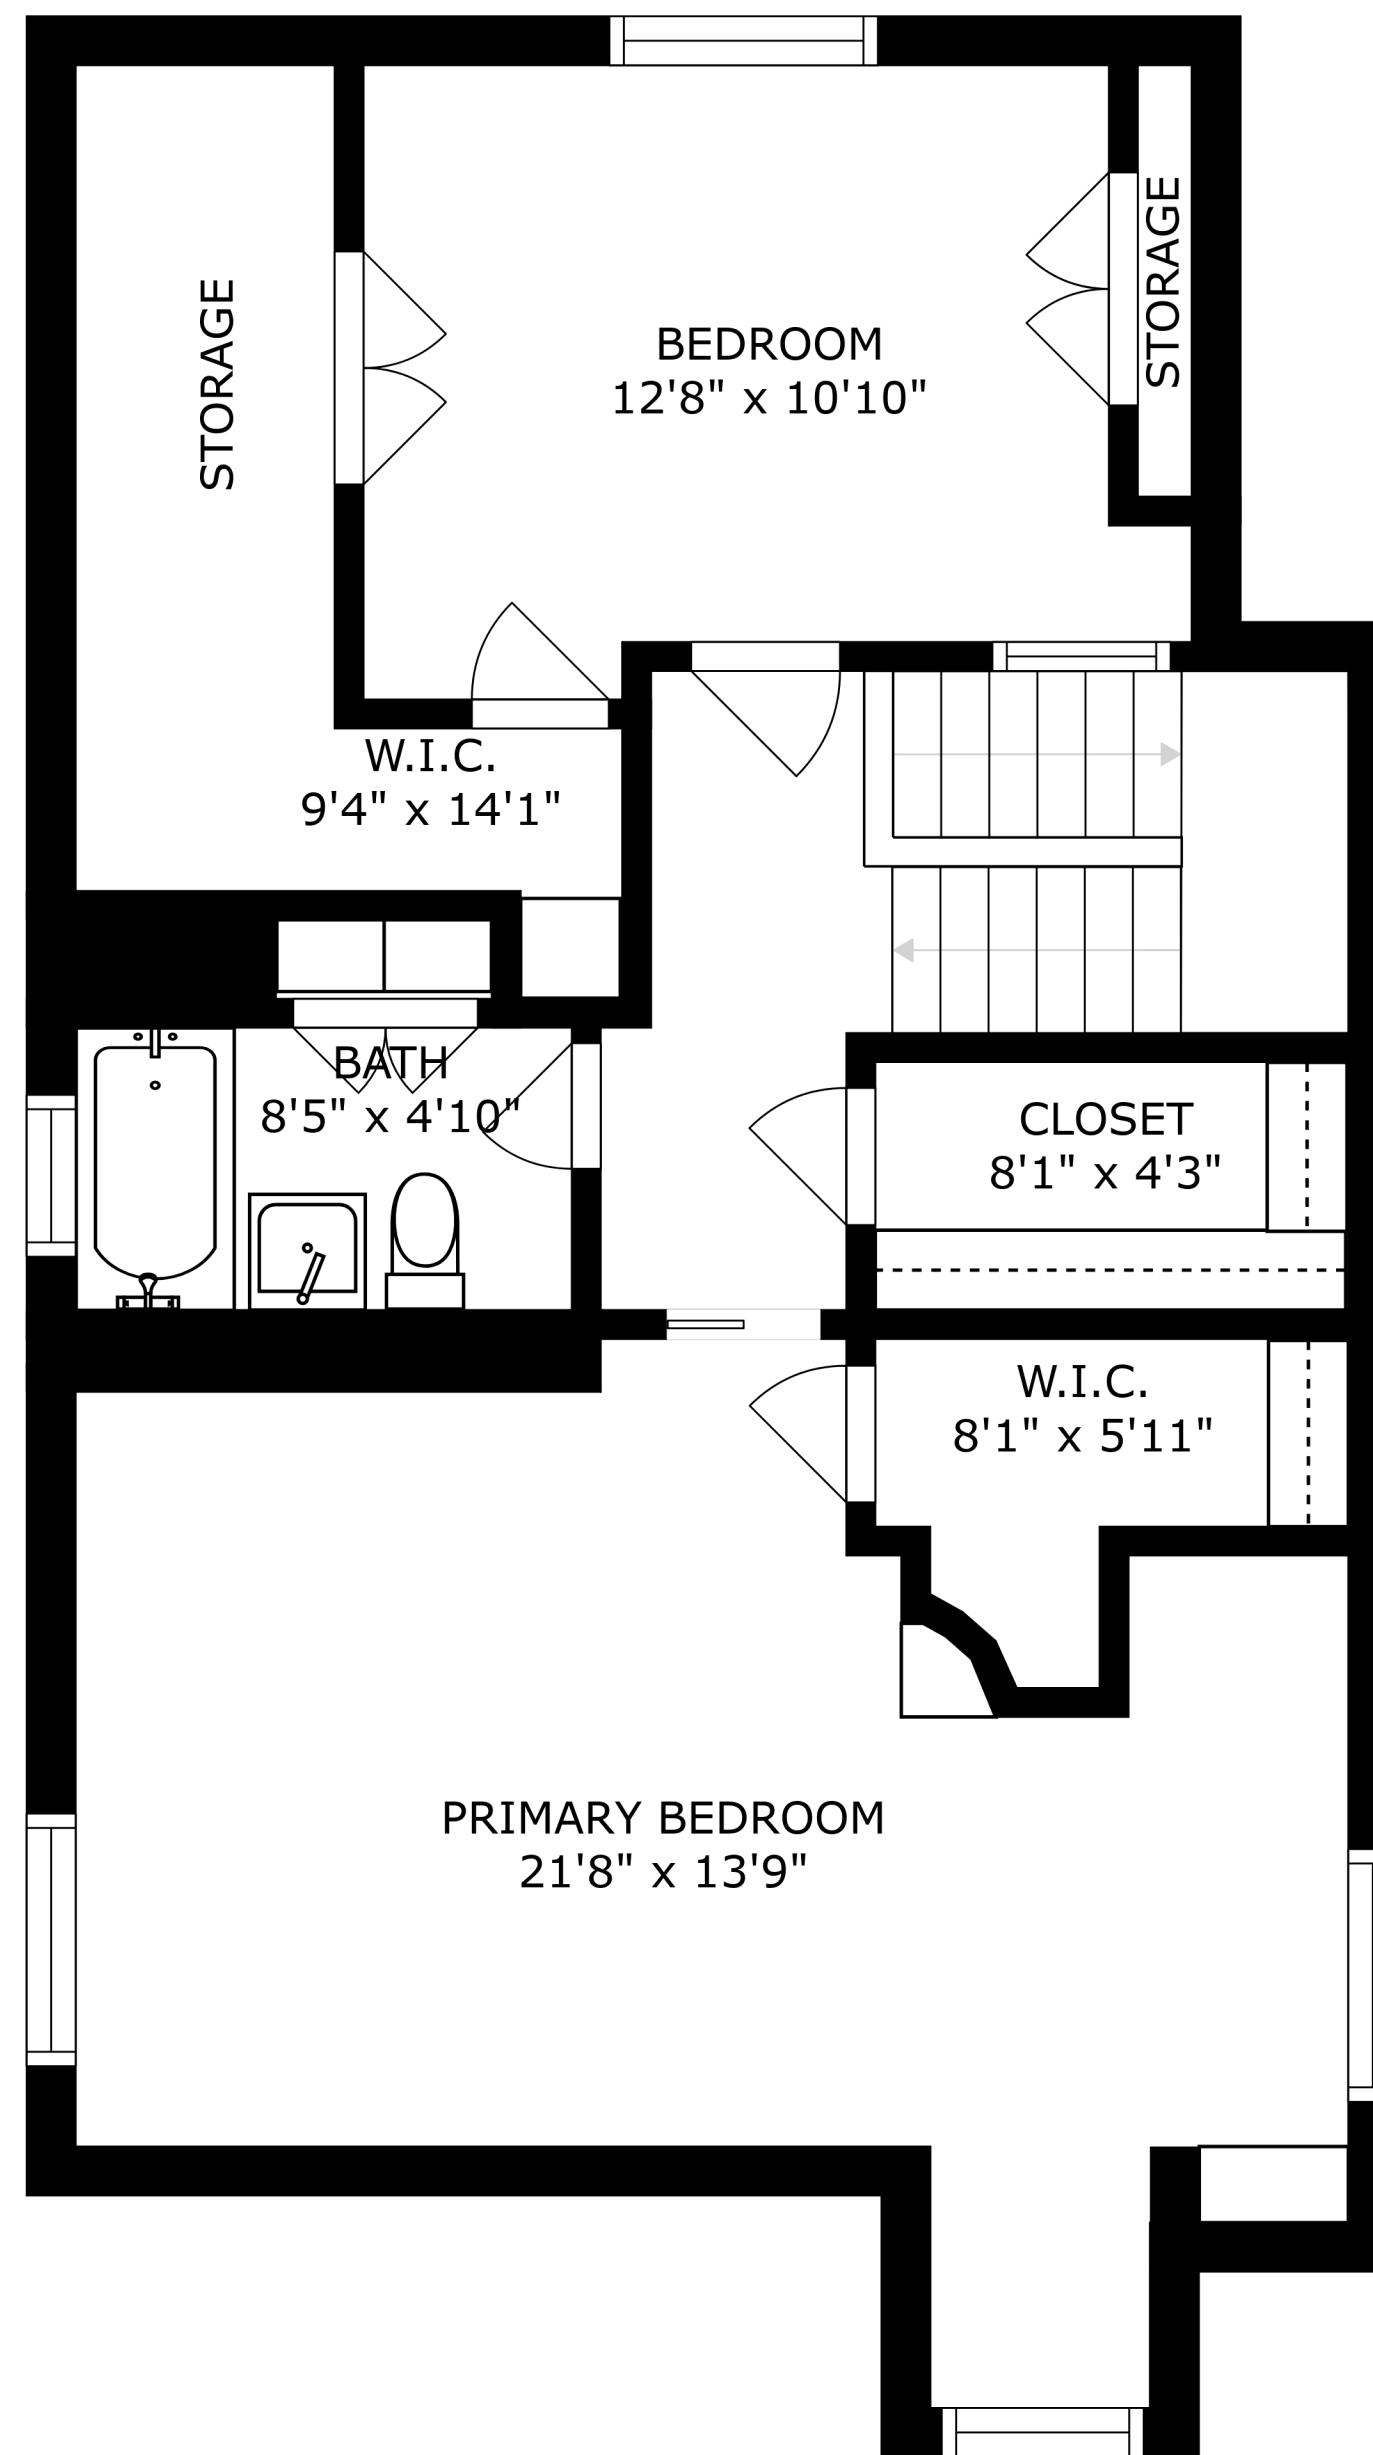 STORAGE
STORAGE
BEDROOM
12'8" x 10'10"
W.I.C.
9'4" x 14'1"
BATH
8'5" x 4'10"
CLOSET
8'1" x 4'3"
W.I.C.
8'1" x 5'11"
PRIMARY BEDROOM
21'8" x 13'9"